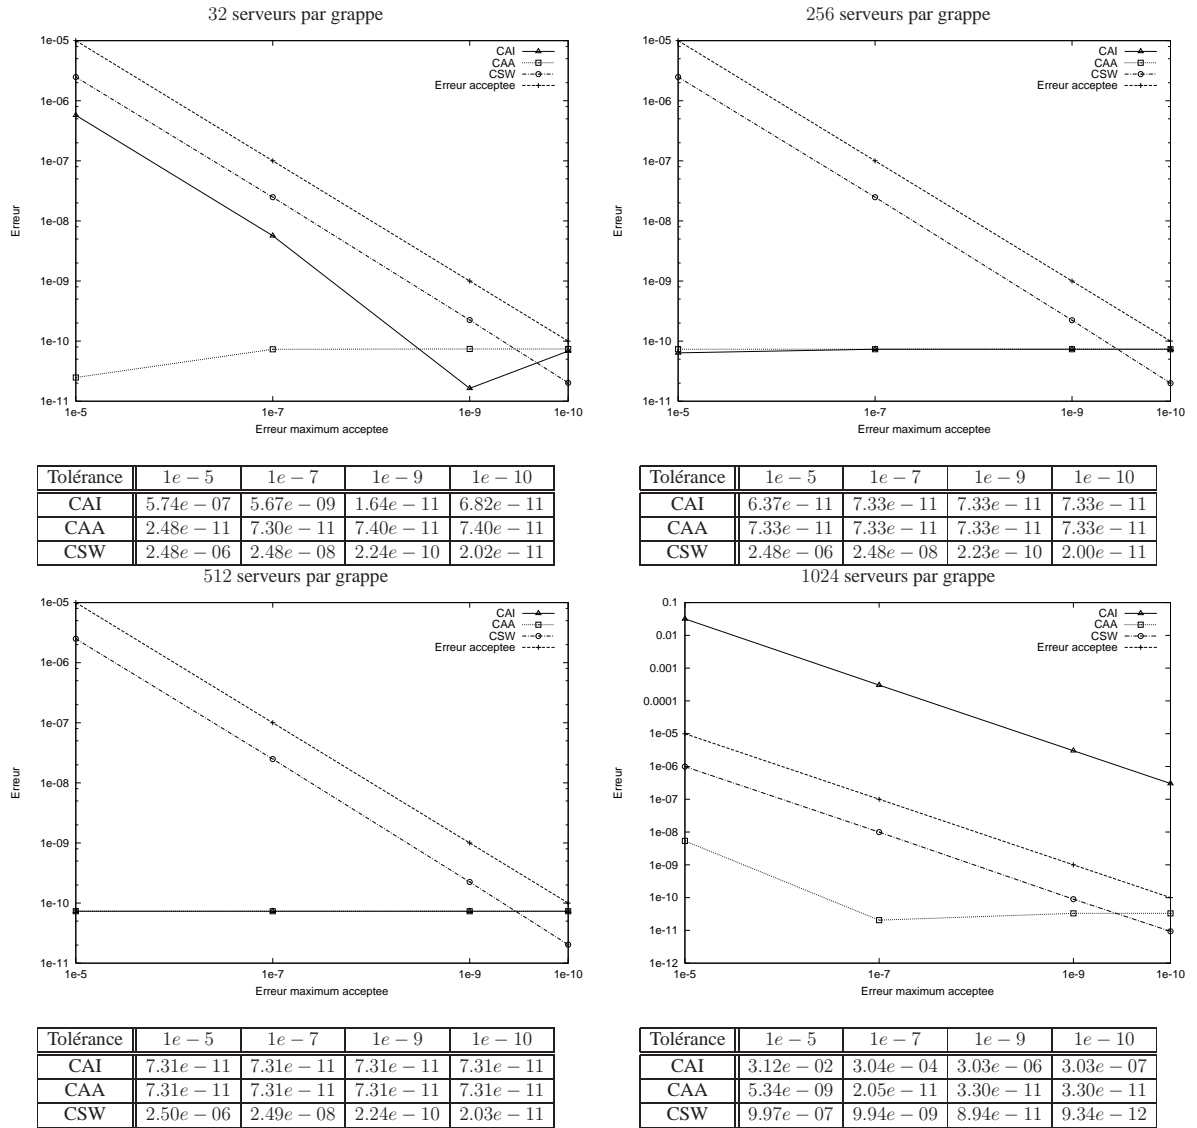 32 serveurs par grappe
1e-05
1e-06
1e-07
1e-08
1e-09
1e-10
1e-11
Erreur
CAI
CAA
CSW
Erreur acceptee
1e-5 1e-7 1e-9 1e-10
Erreur maximum acceptee
Tolérance 1e − 5 1e − 7 1e − 9 1e − 10
CAI 5.74e − 07 5.67e − 09 1.64e − 11 6.82e − 11
CAA 2.48e − 11 7.30e − 11 7.40e − 11 7.40e − 11
CSW 2.48e − 06 2.48e − 08 2.24e − 10 2.02e − 11
256 serveurs par grappe
1e-05
1e-06
1e-07
1e-08
1e-09
1e-10
1e-11
Erreur
CAI
CAA
CSW
Erreur acceptee
1e-5 1e-7 1e-9 1e-10
Erreur maximum acceptee
Tolérance 1e − 5 1e − 7 1e − 9 1e − 10
CAI 6.37e − 11 7.33e − 11 7.33e − 11 7.33e − 11
CAA 7.33e − 11 7.33e − 11 7.33e − 11 7.33e − 11
CSW 2.48e − 06 2.48e − 08 2.23e − 10 2.00e − 11
512 serveurs par grappe
1e-05
1e-06
1e-07
1e-08
1e-09
1e-10
1e-11
Erreur
CAI
CAA
CSW
Erreur acceptee
1e-5 1e-7 1e-9 1e-10
Erreur maximum acceptee
Tolérance 1e − 5 1e − 7 1e − 9 1e − 10
CAI 7.31e − 11 7.31e − 11 7.31e − 11 7.31e − 11
CAA 7.31e − 11 7.31e − 11 7.31e − 11 7.31e − 11
CSW 2.50e − 06 2.49e − 08 2.24e − 10 2.03e − 11
1024 serveurs par grappe
0.1
0.01
0.001
0.0001
1e-05
1e-06
1e-07
1e-08
1e-09
1e-10
1e-11
1e-12
Erreur
CAI
CAA
CSW
Erreur acceptee
1e-5 1e-7 1e-9 1e-10
Erreur maximum acceptee
Tolérance 1e − 5 1e − 7 1e − 9 1e − 10
CAI 3.12e − 02 3.04e − 04 3.03e − 06 3.03e − 07
CAA 5.34e − 09 2.05e − 11 3.30e − 11 3.30e − 11
CSW 9.97e − 07 9.94e − 09 8.94e − 11 9.34e − 12